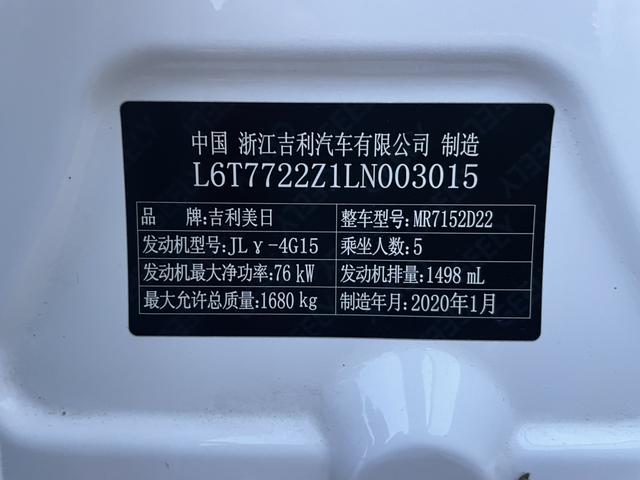 中国 浙江吉利汽车有限公司 制造
L6T7722Z1LN003015
品 牌:吉利美日 整车型号:MR7152D22
发动机型号:JLγ-4G15 乘坐人数:5
发动机最大净功率:76 kW 发动机排量:1498 mL
最大允许总质量:1680 kg 制造年月:2020年1月